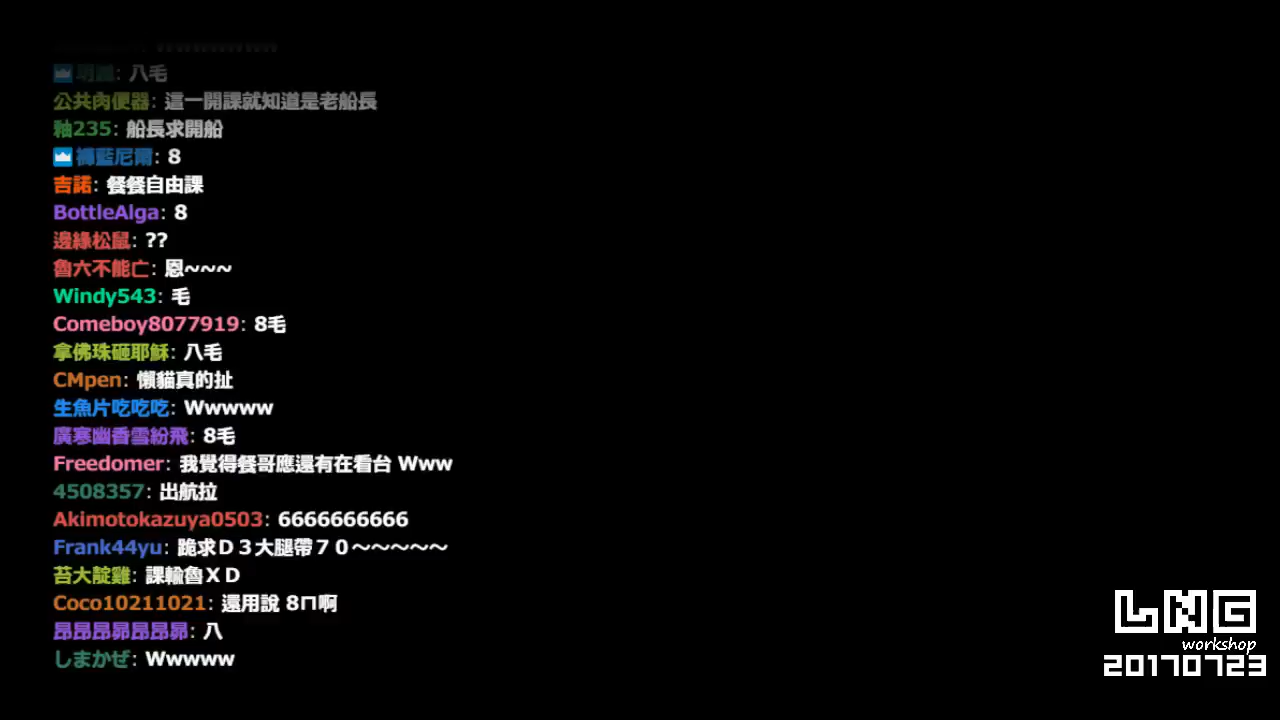 : 八毛
公共肉便器: 這一開課就知道是老船長
釉235: 船長求開船
褥藍尼爾: 8
吉諾: 餐餐自由課
BottleAlga: 8
邊緣松鼠: ??
魯六不能亡: 恩~~~
Windy543: 毛
Comeboy8077919: 8毛
拿佛珠砸耶穌: 八毛
CMpen: 懶貓真的扯
生魚片吃吃吃: Wwwww
廣寒幽香雪紛飛: 8毛
Freedomer: 我覺得餐哥應還有在看台 Www
4508357: 出航拉
Akimotokazuya0503: 6666666666
Frank44yu: 跪求Ｄ３大腿帶７０～～～～～
苔大靛雞: 課輸魯ＸＤ
Coco10211021: 還用說 8ㄇ啊
昂昂昂昴昂昂昴: 八
しまかぜ: Wwwww
LNG
workshop
20170723